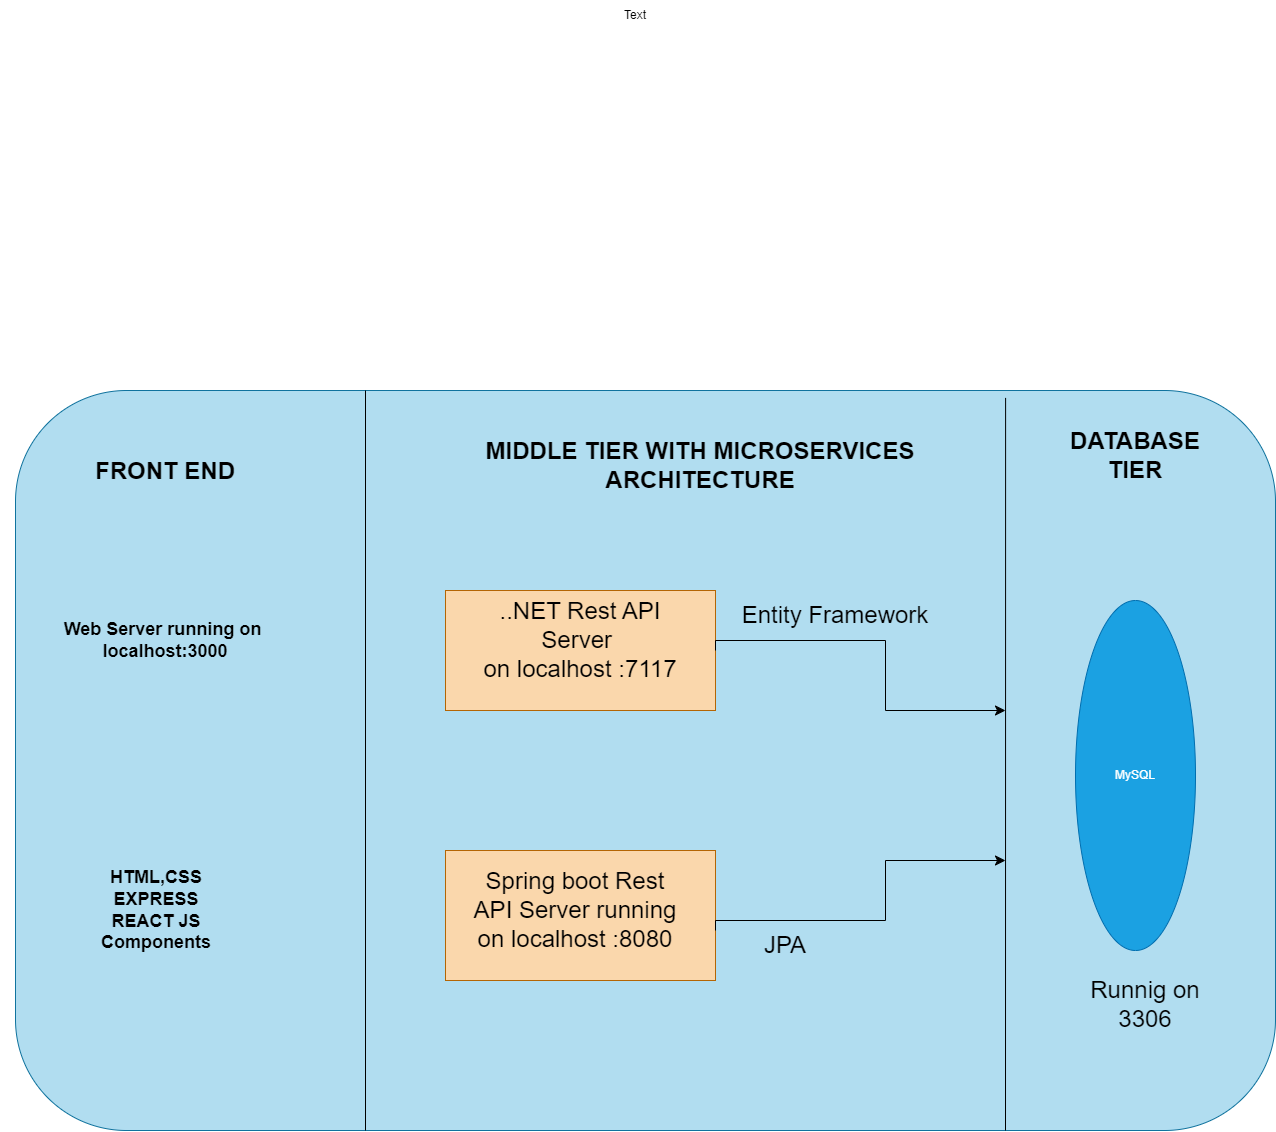 Text
FRONT END
MIDDLE TIER WITH MICROSERVICES
ARCHITECTURE
DATABASE
TIER
Web Server running on
localhost:3000
..NET Rest API
Server
on localhost :7117
Entity Framework
MySQL
HTML,CSS
EXPRESS
REACT JS
Components
Spring boot Rest
API Server running
on localhost :8080
JPA
Runnig on
3306